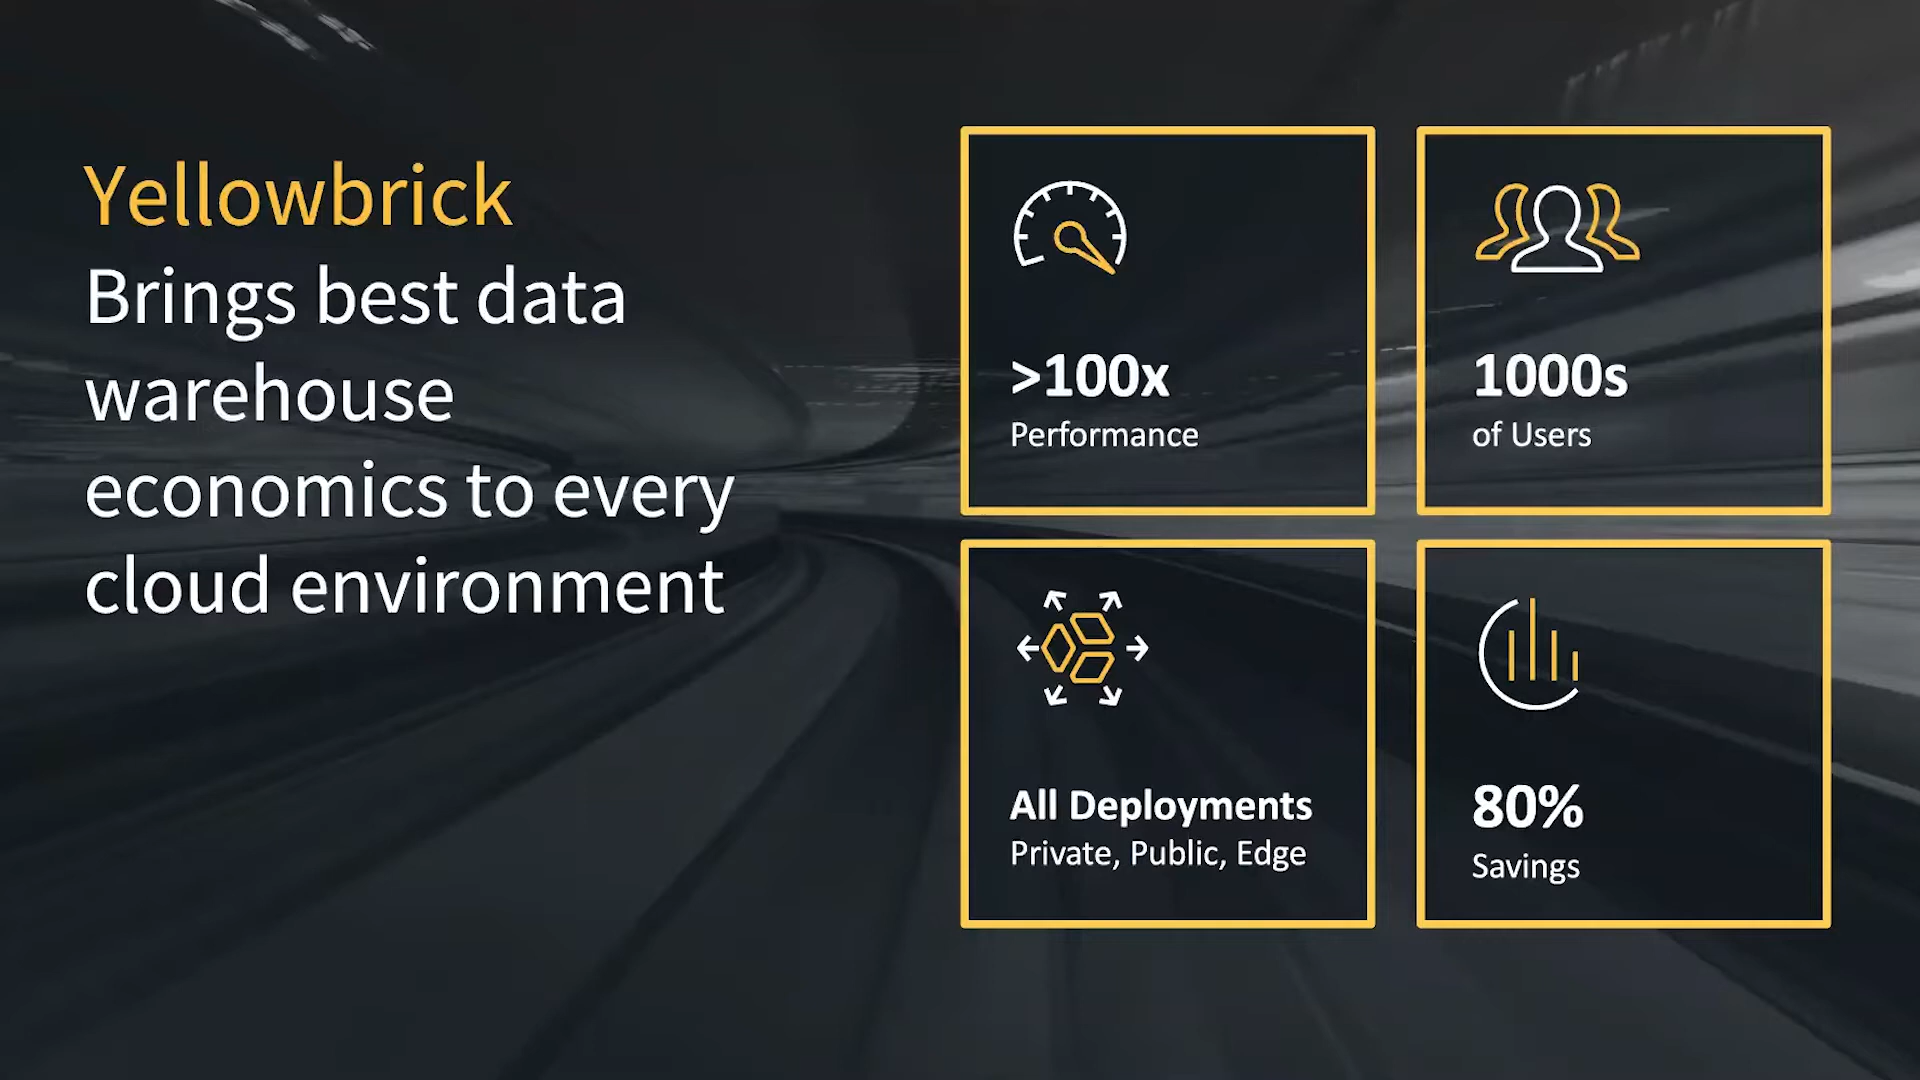 Yellowbrick
Brings best data
warehouse
economics to every
cloud environment
>100x
Performance
1000s
of Users
All Deployments
Private, Public, Edge
80%
Savings